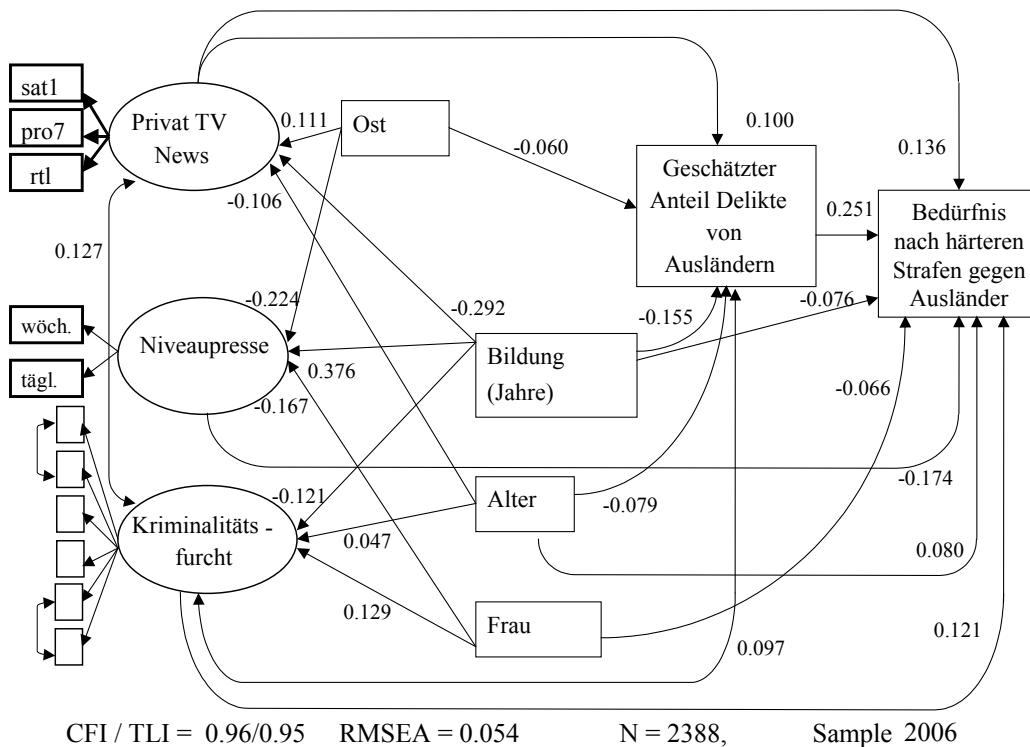 sat1
pro7
rtl
Privat TV
News
0.111
Ost
-0.060
0.100
0.136
Geschätzter
Anteil Delikte
von
Ausländern
0.251
Bedürfnis
nach härteren
Strafen gegen
Ausländer
-0.106
0.127
-0.224
-0.292
-0.155
-0.076
wöch.
tägl.
Niveaupresse
0.376
-0.167
Bildung
(Jahre)
-0.066
-0.174
-0.121
Kriminalitäts -
furcht
0.047
Alter
-0.079
0.080
0.129
Frau
0.097
0.121
CFI / TLI = 0.96/0.95 RMSEA = 0.054 N = 2388, Sample 2006